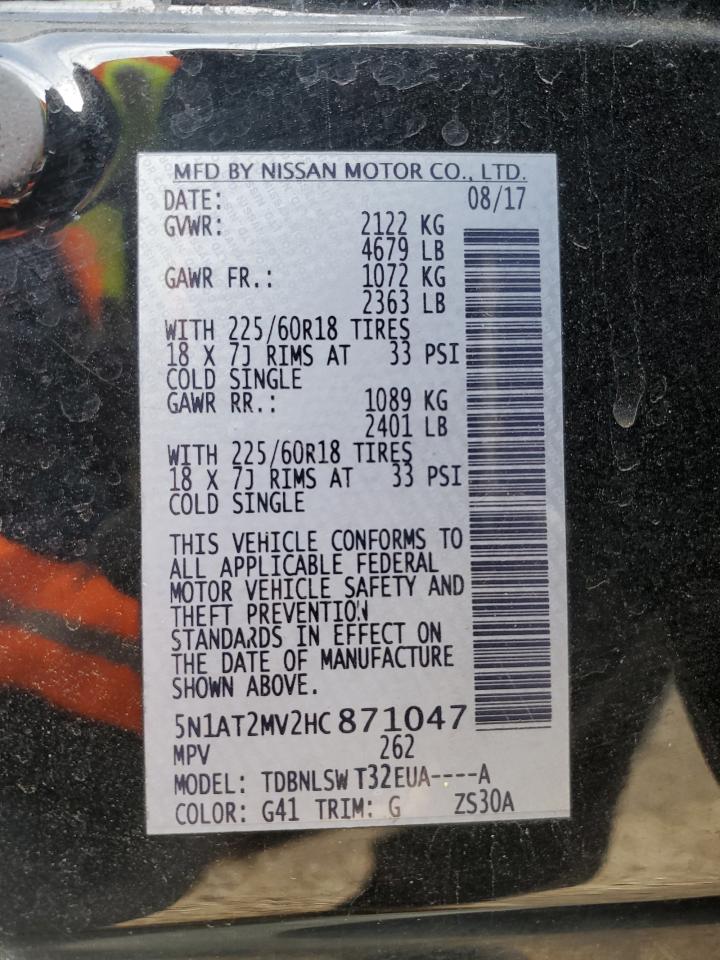 MFD BY NISSAN MOTOR CO., LTD.
DATE: 08/17
GVWR: 2122 KG
4679 LB
GAWR FR.: 1072 KG
2363 LB
WITH 225/60R18 TIRES
18 X 7J RIMS AT 33 PSI
COLD SINGLE
GAWR RR.: 1089 KG
2401 LB
WITH 225/60R18 TIRES
18 X 7J RIMS AT 33 PSI
COLD SINGLE
THIS VEHICLE CONFORMS TO
ALL APPLICABLE FEDERAL
MOTOR VEHICLE SAFETY AND
THEFT PREVENTION
STANDARDS IN EFFECT ON
THE DATE OF MANUFACTURE
SHOWN ABOVE.
5N1AT2MV2HC871047
MPV 262
MODEL: TDBNLSW T32EUA----A
COLOR: G41 TRIM: G ZS30A